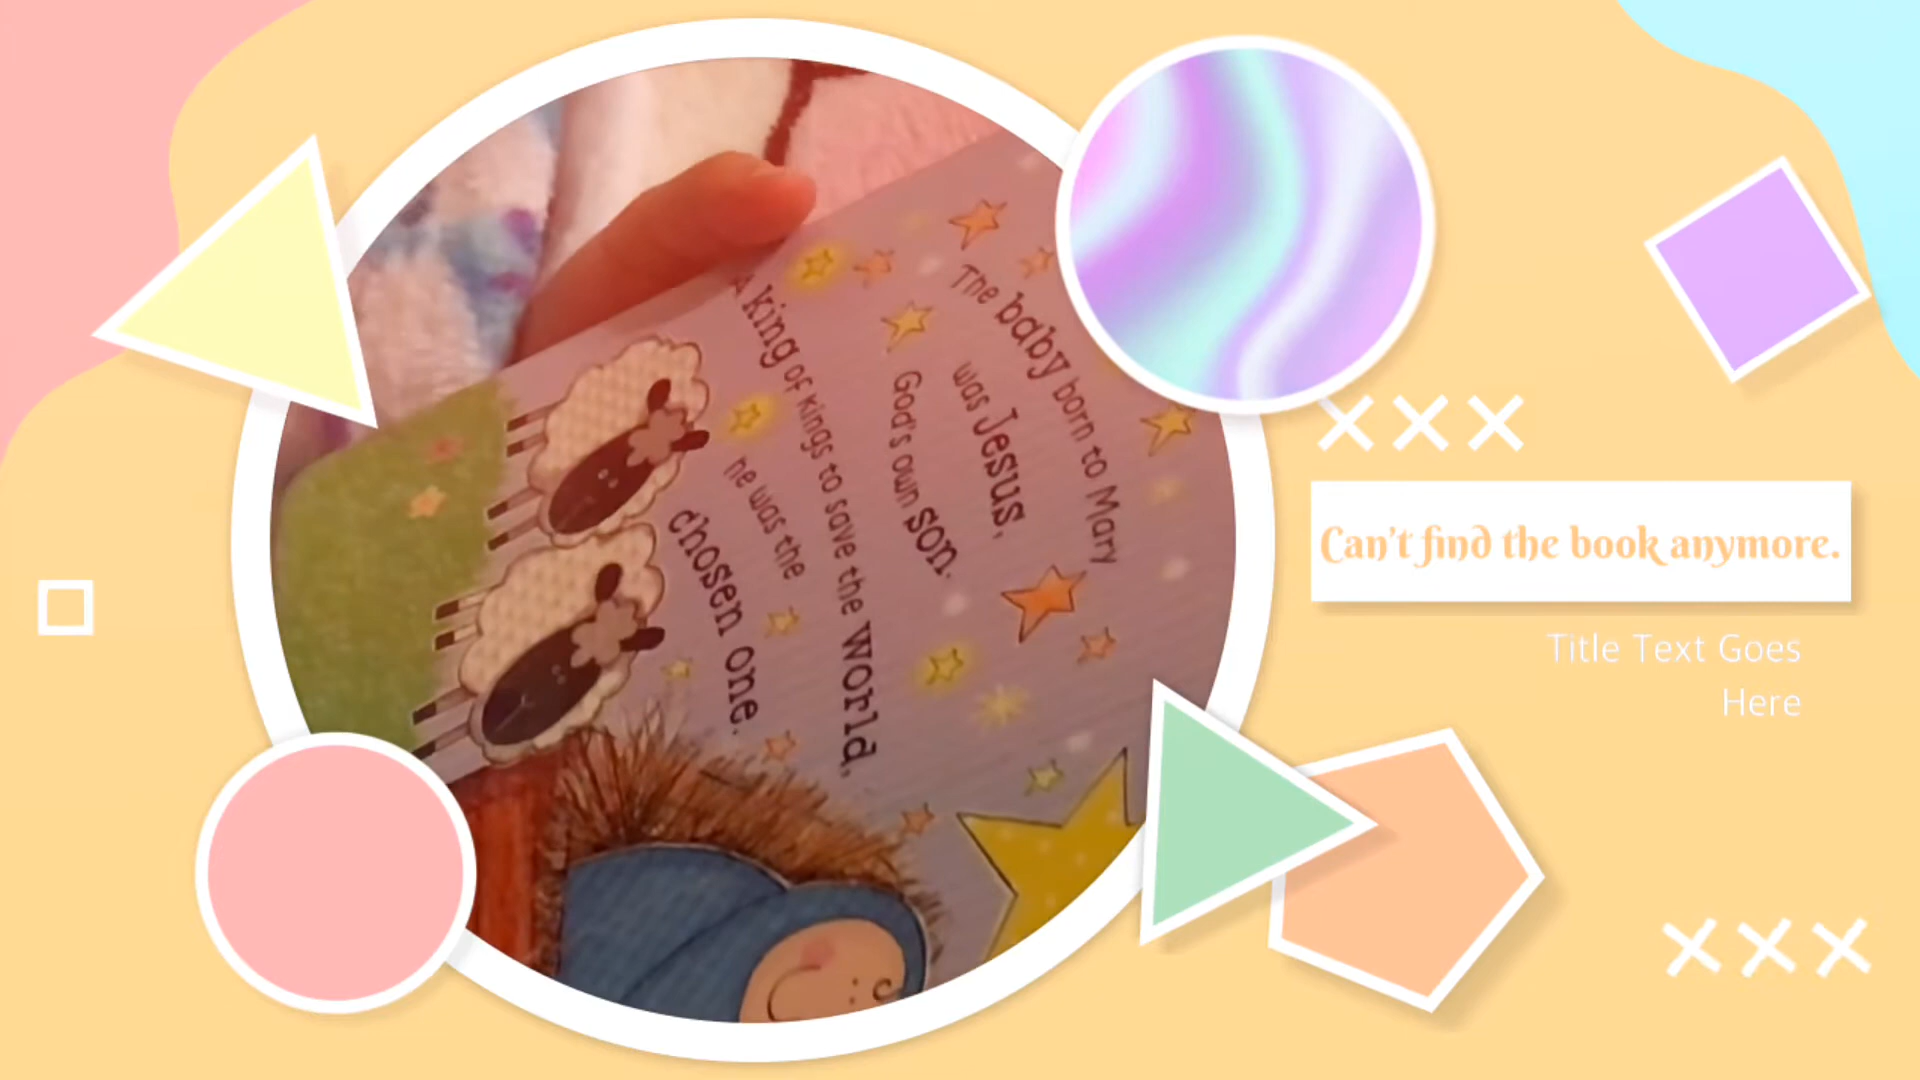 The baby born to Mary
was Jesus,
God's own son.
A king of kings to save the world,
he was the
chosen one.
Can't find the book anymore.
Title Text Goes
Here